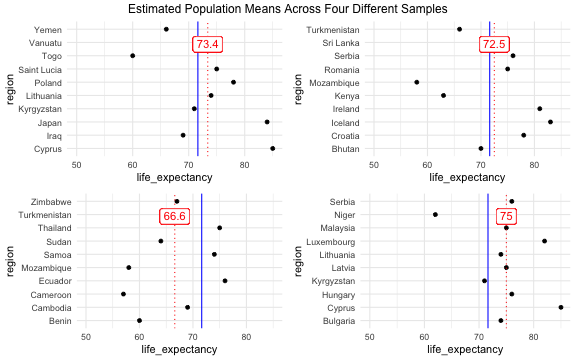 Estimated Population Means Across Four Different Samples
region
Yemen
Vanuatu
Togo
Saint Lucia
Poland
Lithuania
Kyrgyzstan
Japan
Iraq
Cyprus
73.4
50 60 70 80
life_expectancy
region
Turkmenistan
Sri Lanka
Serbia
Romania
Mozambique
Kenya
Ireland
Iceland
Croatia
Bhutan
72.5
50 60 70 80
life_expectancy
region
Zimbabwe
Turkmenistan
Thailand
Sudan
Samoa
Mozambique
Ecuador
Cameroon
Cambodia
Benin
66.6
50 60 70 80
life_expectancy
region
Serbia
Niger
Malaysia
Luxembourg
Lithuania
Latvia
Kyrgyzstan
Hungary
Cyprus
Bulgaria
75
50 60 70 80
life_expectancy